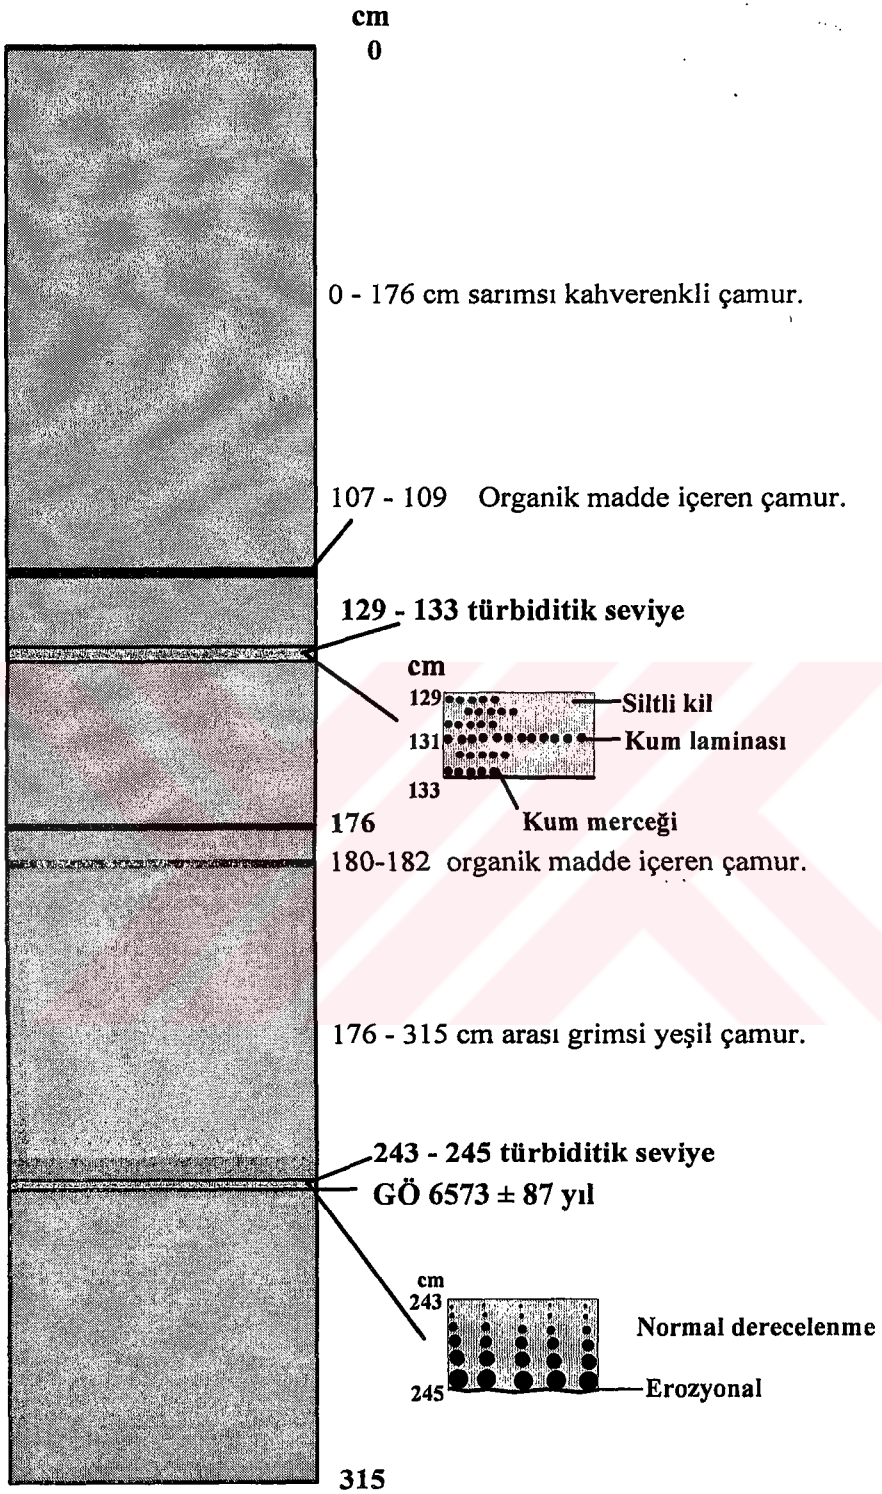 cm
0
0 - 176 cm sarımsı kahverenkli çamur.
107 - 109 Organik madde içeren çamur.
129 - 133 türbiditik seviye
cm
129
Siltli kil
131
Kum laminası
133
Kum merceği
176
180-182 organik madde içeren çamur.
176 - 315 cm arası grimsi yeşil çamur.
243 - 245 türbiditik seviye
GÖ 6573 ± 87 yıl
cm
243
Normal derecelenme
245
Erozyonal
315